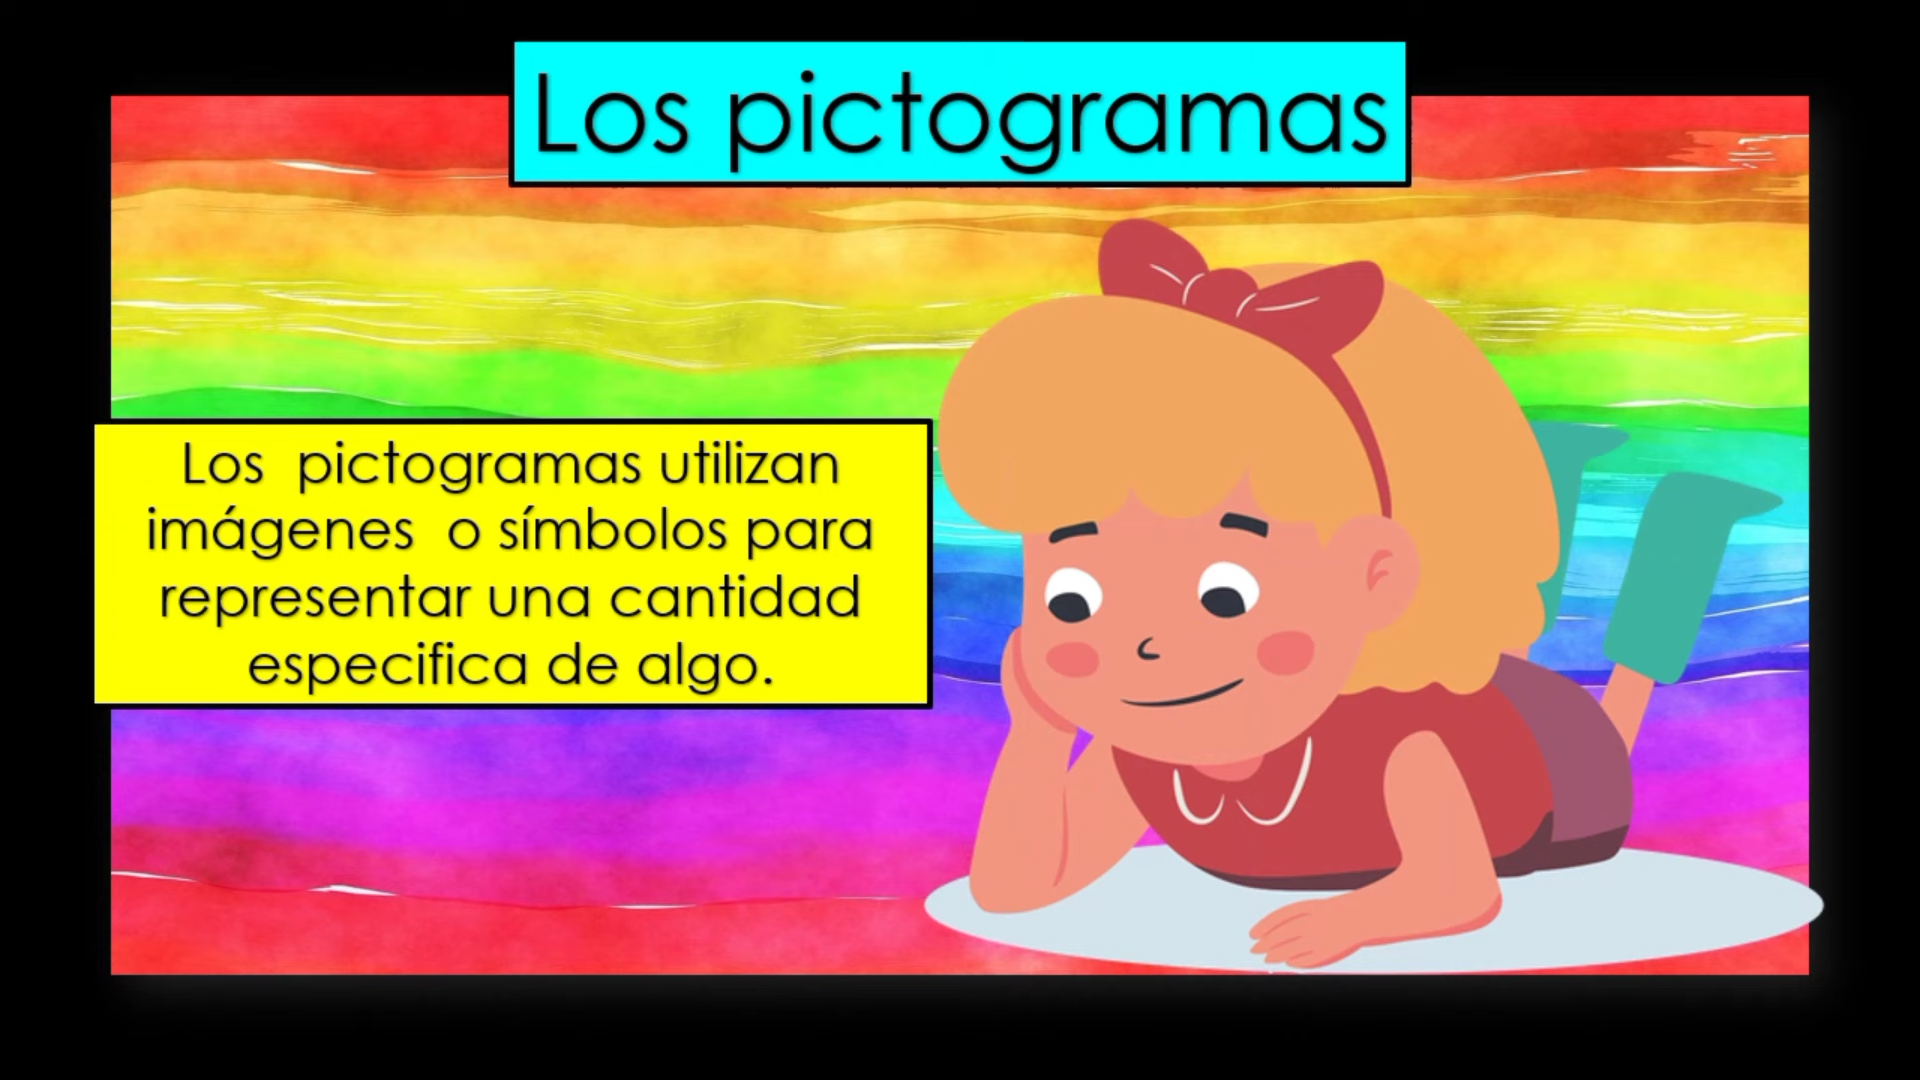 Los pictogramas
Los pictogramas utilizan
imágenes o símbolos para
representar una cantidad
especifica de algo.